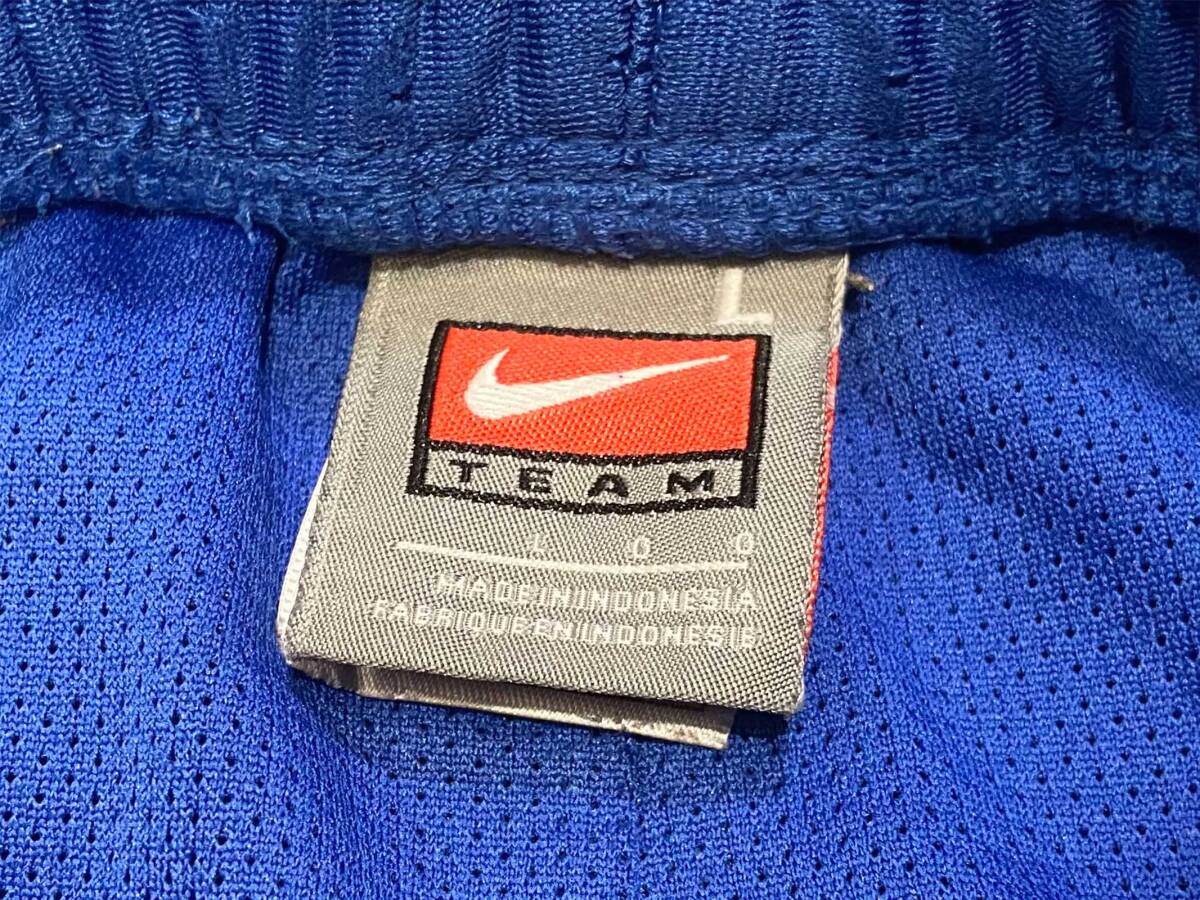 L
TEAM
L G G
MADE IN INDONESIA
FABRIQUE EN INDONESIE